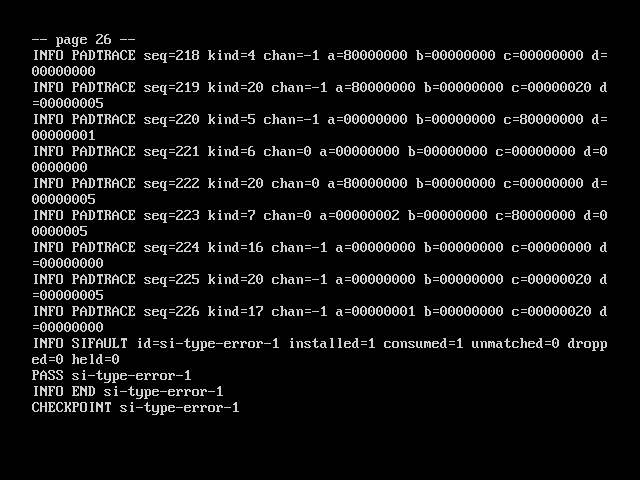 -- page 26 --
INFO PADTRACE seq=218 kind=4 chan=-1 a=80000000 b=00000000 c=00000000 d=
00000000
INFO PADTRACE seq=219 kind=20 chan=-1 a=80000000 b=00000000 c=00000020 d
=00000005
INFO PADTRACE seq=220 kind=5 chan=-1 a=00000000 b=00000000 c=80000000 d=
00000001
INFO PADTRACE seq=221 kind=6 chan=0 a=00000000 b=00000000 c=00000000 d=0
0000000
INFO PADTRACE seq=222 kind=20 chan=0 a=80000000 b=00000000 c=00000000 d=
00000005
INFO PADTRACE seq=223 kind=7 chan=0 a=00000002 b=00000000 c=80000000 d=0
0000005
INFO PADTRACE seq=224 kind=16 chan=-1 a=00000000 b=00000000 c=00000000 d
=00000000
INFO PADTRACE seq=225 kind=20 chan=-1 a=00000000 b=00000000 c=00000020 d
=00000005
INFO PADTRACE seq=226 kind=17 chan=-1 a=00000001 b=00000000 c=00000020 d
=00000000
INFO SIFAULT id=si-type-error-1 installed=1 consumed=1 unmatched=0 dropp
ed=0 held=0
PASS si-type-error-1
INFO END si-type-error-1
CHECKPOINT si-type-error-1